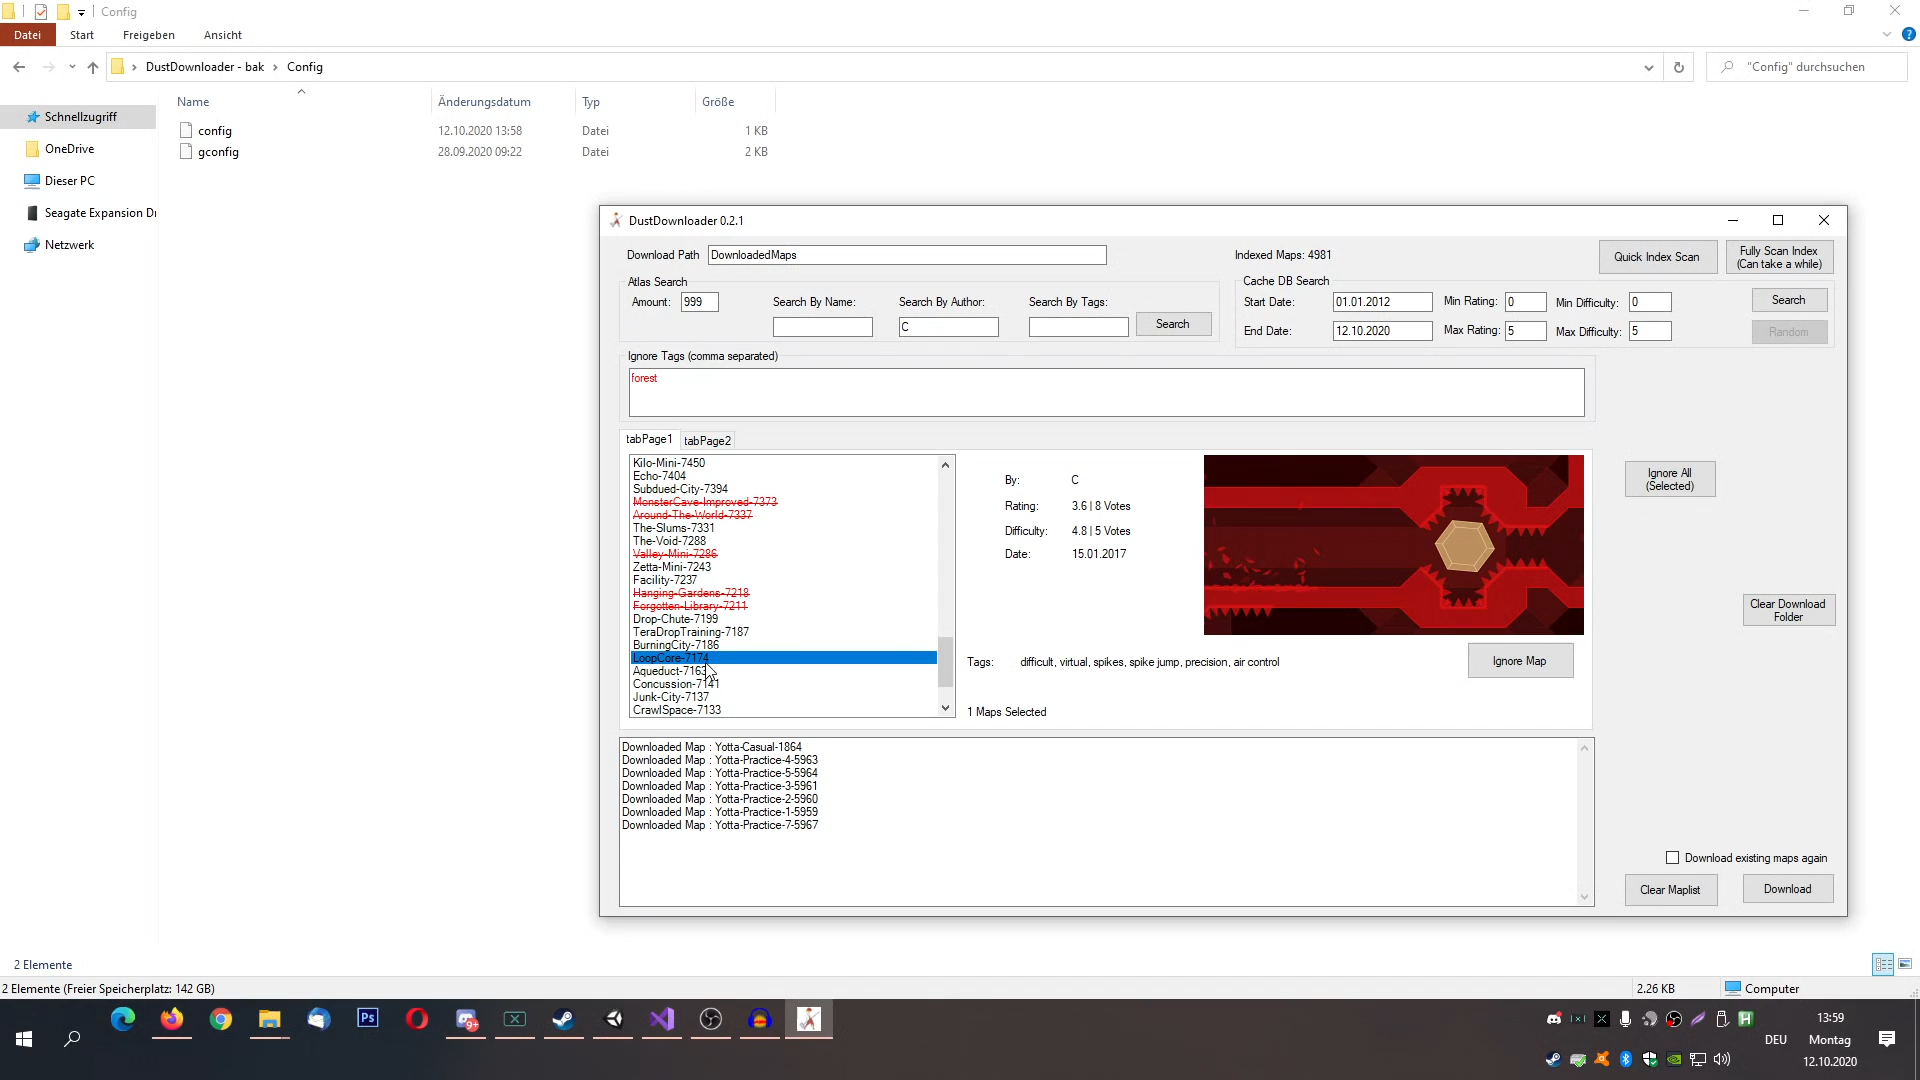 Config
Datei Start Freigeben Ansicht
DustDownloader - bak > Config
"Config" durchsuchen
Name Änderungsdatum Typ Größe
Schnellzugriff
config 12.10.2020 13:58 Datei 1 KB
OneDrive
gconfig 28.09.2020 09:22 Datei 2 KB
Dieser PC
Seagate Expansion Dr
Netzwerk
DustDownloader 0.2.1
Download Path DownloadedMaps
Indexed Maps: 4981
Quick Index Scan
Fully Scan Index
(Can take a while)
Atlas Search
Amount: 999
Search By Name:
Search By Author: C
Search By Tags:
Search
Cache DB Search
Start Date: 01.01.2012 Min Rating: 0 Min Difficulty: 0 Search
End Date: 12.10.2020 Max Rating: 5 Max Difficulty: 5 Random
Ignore Tags (comma separated)
forest
tabPage1 tabPage2
Kilo-Mini-7450
Echo-7404
Subdued-City-7394
MonsterCave-Improved-7373
Around-The-World-7337
The-Slums-7331
The-Void-7288
Valley-Mini-7286
Zetta-Mini-7243
Facility-7237
Hanging-Gardens-7218
Forgotten-Library-7211
Drop-Chute-7199
TeraDropTraining-7187
BurningCity-7186
LoopCore-7174
Aqueduct-7163
Concussion-7141
Junk-City-7137
CrawlSpace-7133
By: C
Rating: 3.6 | 8 Votes
Difficulty: 4.8 | 5 Votes
Date: 15.01.2017
Tags: difficult, virtual, spikes, spike jump, precision, air control
Ignore Map
1 Maps Selected
Ignore All
(Selected)
Clear Download
Folder
Downloaded Map : Yotta-Casual-1864
Downloaded Map : Yotta-Practice-4-5963
Downloaded Map : Yotta-Practice-5-5964
Downloaded Map : Yotta-Practice-3-5961
Downloaded Map : Yotta-Practice-2-5960
Downloaded Map : Yotta-Practice-1-5959
Downloaded Map : Yotta-Practice-7-5967
Download existing maps again
Clear Maplist Download
2 Elemente
2 Elemente (Freier Speicherplatz: 142 GB)
2.26 KB
Computer
Ps
9+
DEU
13:59
Montag
12.10.2020